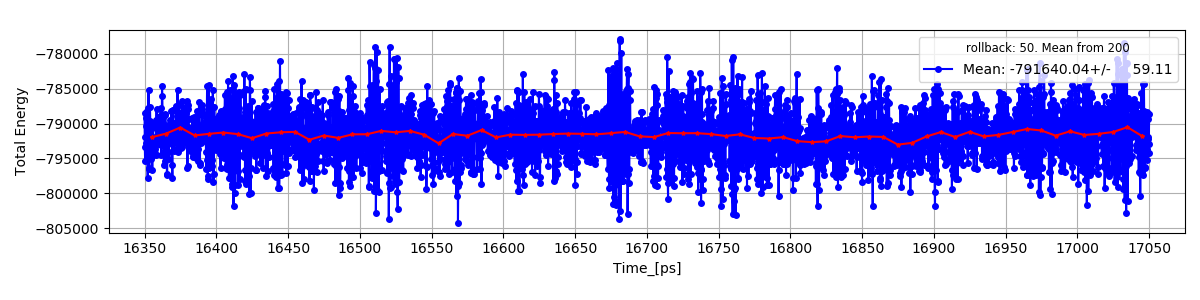 Total Energy
−780000
−785000
−790000
−795000
−800000
−805000
rollback: 50. Mean from 200
Mean: -791640.04+/- 59.11
16350 16400 16450 16500 16550 16600 16650 16700 16750 16800 16850 16900 16950 17000 17050
Time_[ps]